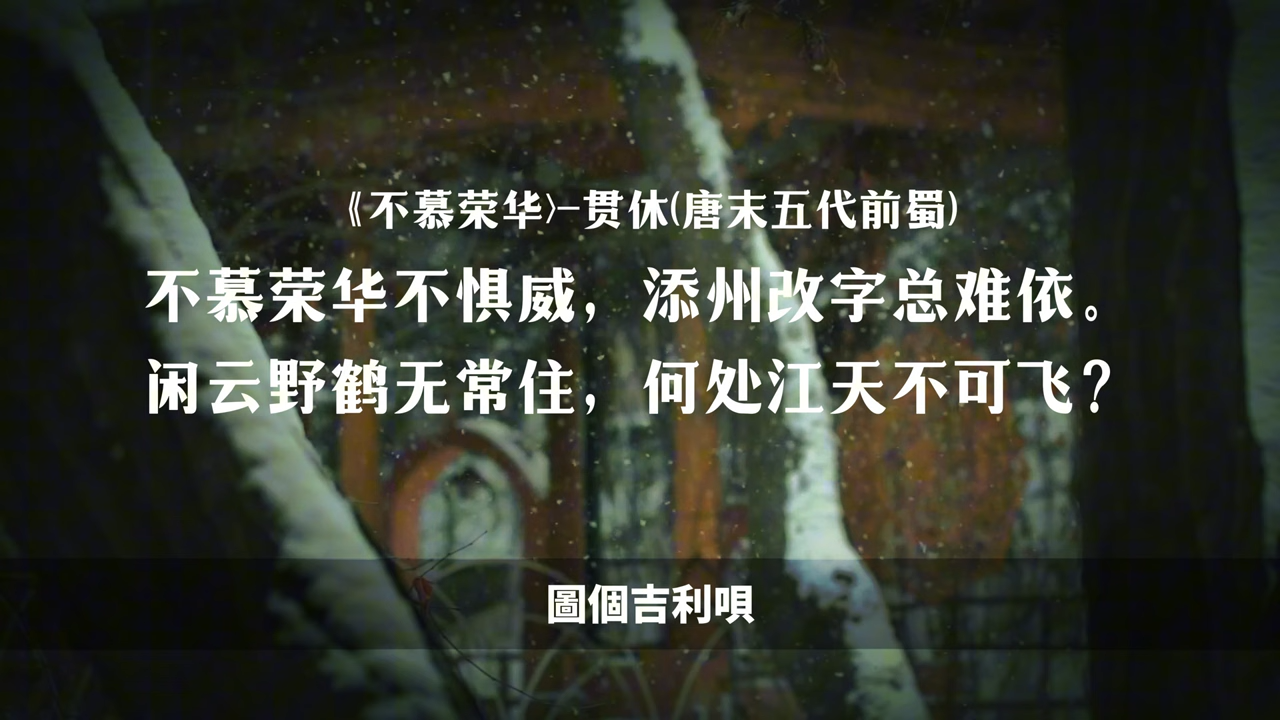 《不慕荣华》-贯休(唐末五代前蜀)
不慕荣华不惧威，添州改字总难依。
闲云野鹤无常住，何处江天不可飞？
圖個吉利唄